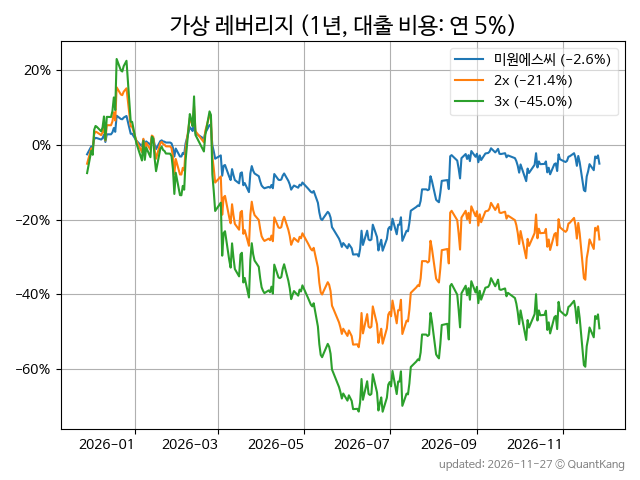 가상 레버리지 (1년, 대출 비용: 연 5%)
미원에스씨 (−2.6%)
2x (−21.4%)
3x (−45.0%)
20%
0%
−20%
−40%
−60%
2026-01 2026-03 2026-05 2026-07 2026-09 2026-11
updated: 2026-11-27 © QuantKang